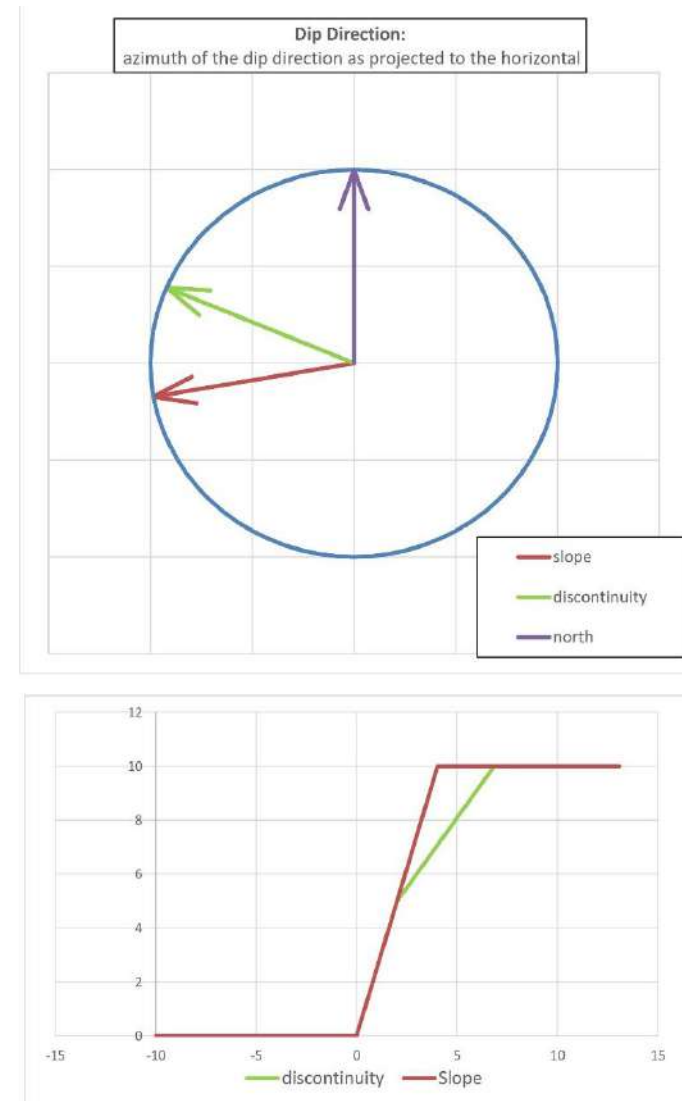 Dip Direction:
azimuth of the dip direction as projected to the horizontal
slope
discontinuity
north
12
10
8
6
4
2
0
-15 -10 -5 0 5 10 15
discontinuity Slope